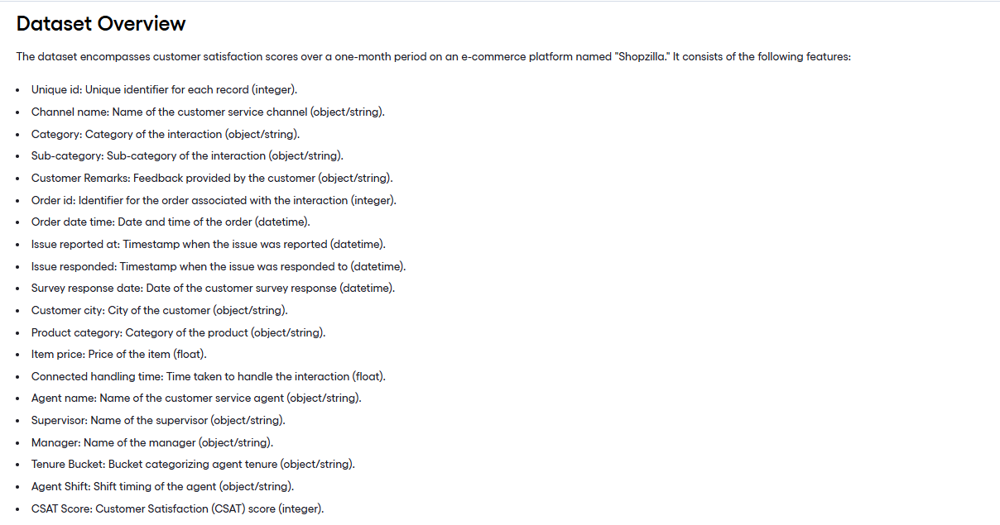 Dataset Overview
The dataset encompasses customer satisfaction scores over a one-month period on an e-commerce platform named "Shopzilla." It consists of the following features:
• Unique id: Unique identifier for each record (integer).
• Channel name: Name of the customer service channel (object/string).
• Category: Category of the interaction (object/string).
• Sub-category: Sub-category of the interaction (object/string).
• Customer Remarks: Feedback provided by the customer (object/string).
• Order id: Identifier for the order associated with the interaction (integer).
• Order date time: Date and time of the order (datetime).
• Issue reported at: Timestamp when the issue was reported (datetime).
• Issue responded: Timestamp when the issue was responded to (datetime).
• Survey response date: Date of the customer survey response (datetime).
• Customer city: City of the customer (object/string).
• Product category: Category of the product (object/string).
• Item price: Price of the item (float).
• Connected handling time: Time taken to handle the interaction (float).
• Agent name: Name of the customer service agent (object/string).
• Supervisor: Name of the supervisor (object/string).
• Manager: Name of the manager (object/string).
• Tenure Bucket: Bucket categorizing agent tenure (object/string).
• Agent Shift: Shift timing of the agent (object/string).
• CSAT Score: Customer Satisfaction (CSAT) score (integer).